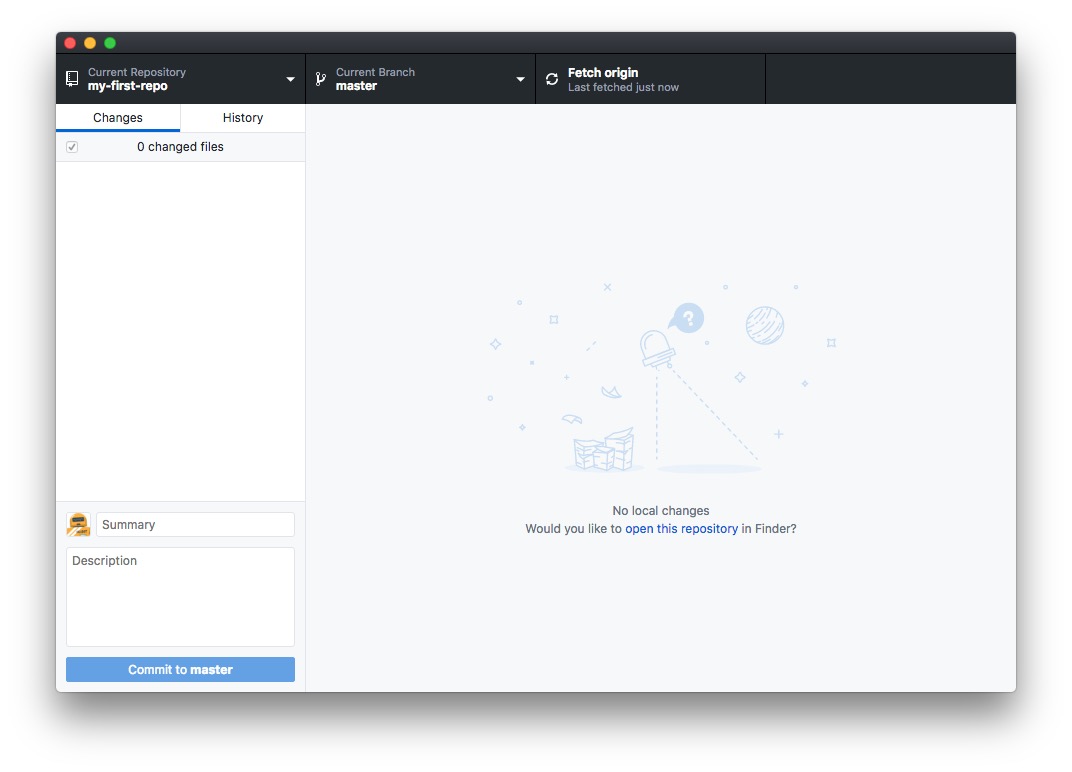 Current Repository
my-first-repo
Current Branch
master
Fetch origin
Last fetched just now
Changes
History
0 changed files
?
No local changes
Would you like to open this repository in Finder?
Summary
Description
Commit to master